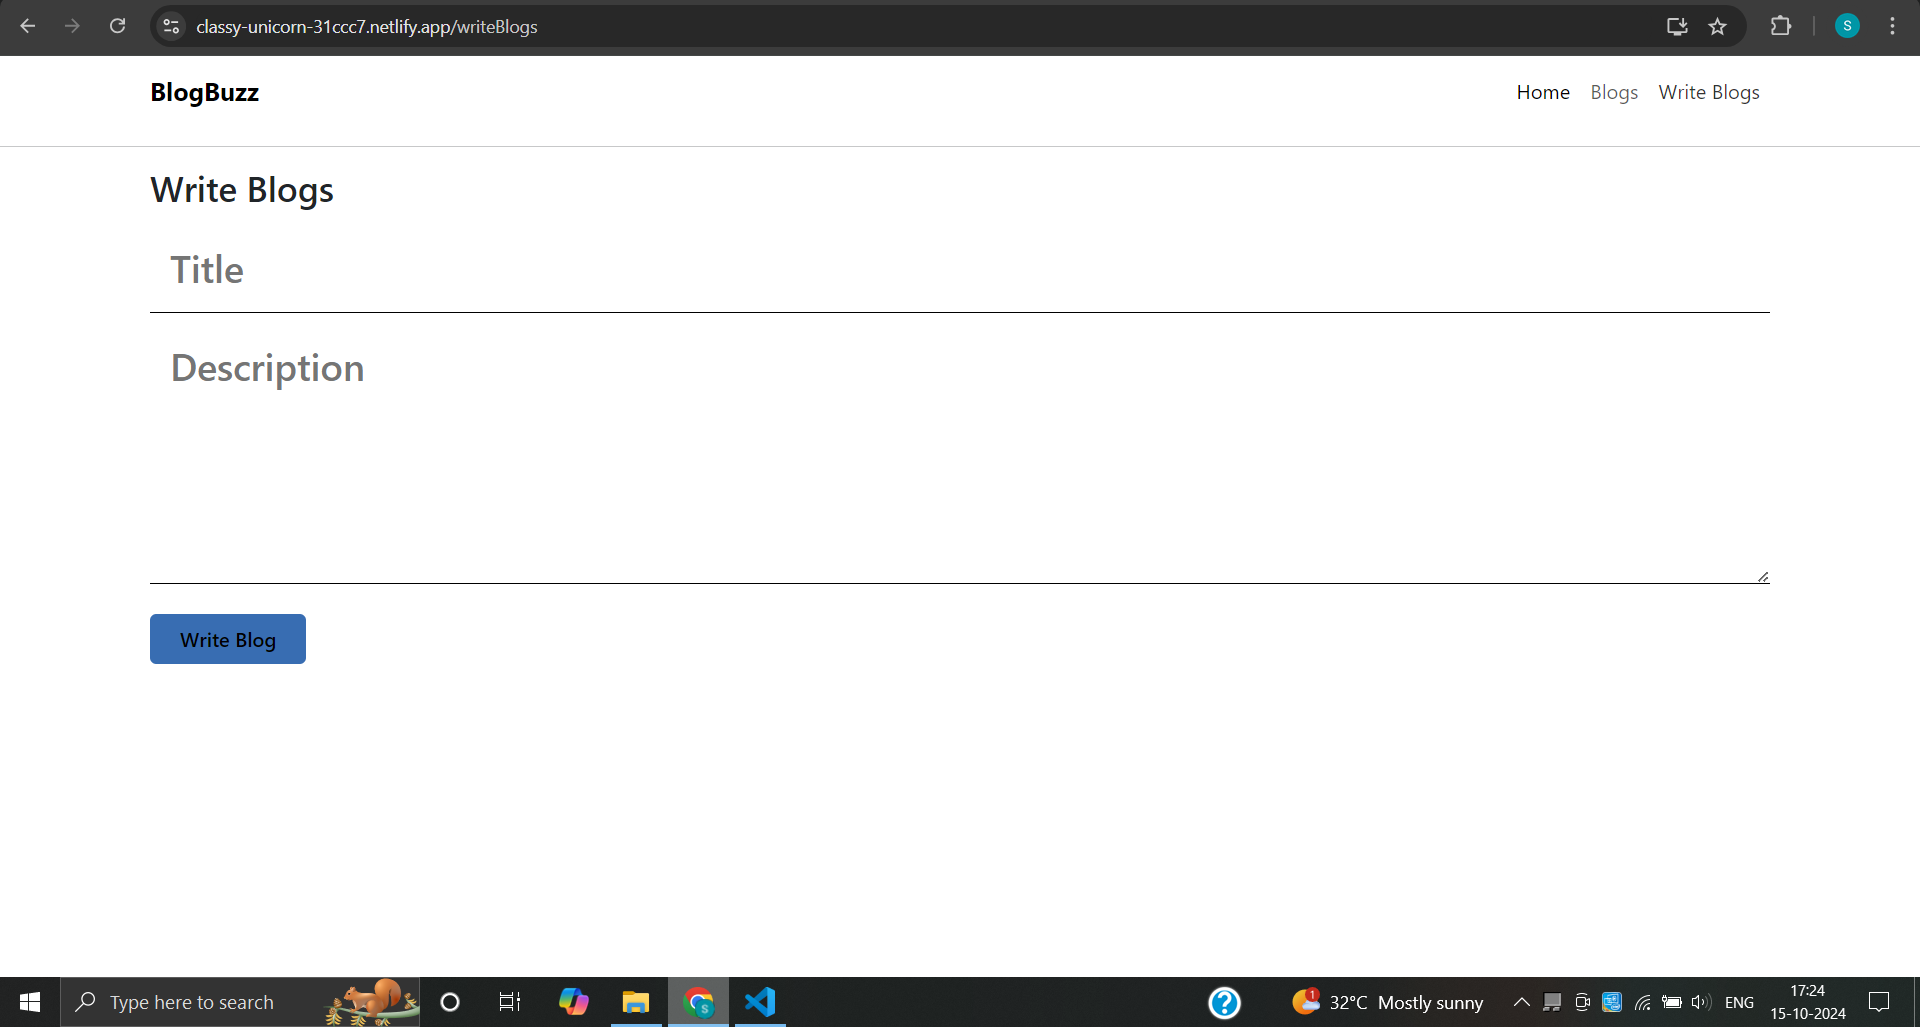 classy-unicorn-31ccc7.netlify.app/writeBlogs
S
BlogBuzz
Home Blogs Write Blogs
Write Blogs
Title
Description
Write Blog
Type here to search
S
?
1
32°C Mostly sunny
ENG
17:24
15-10-2024